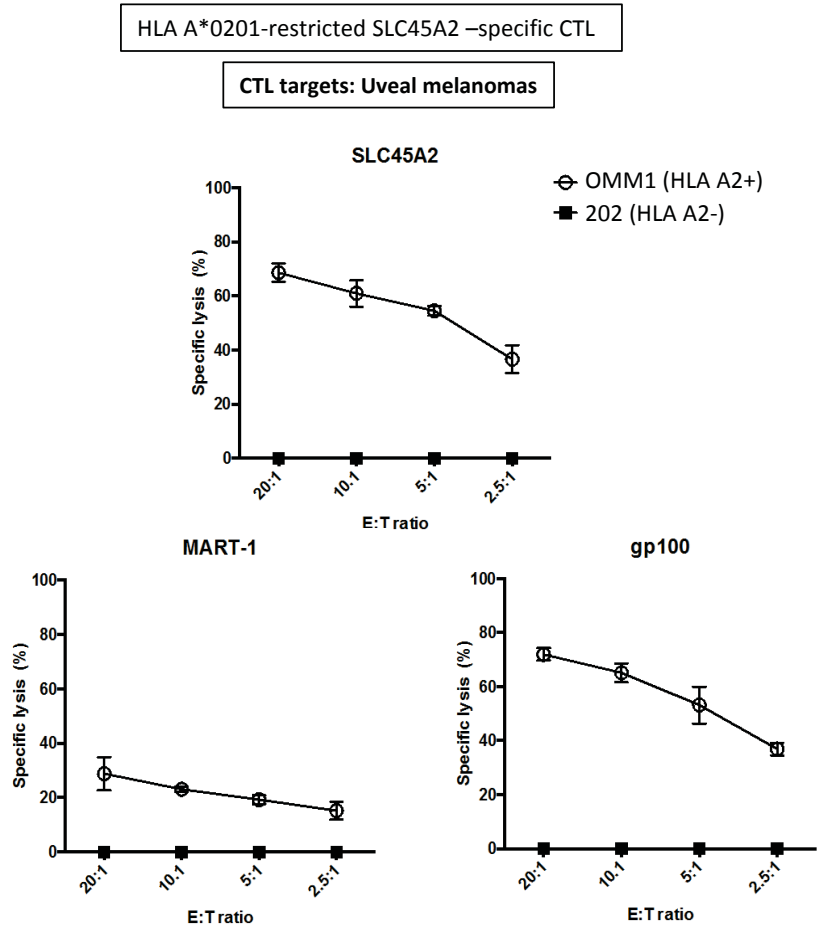 HLA A*0201-restricted SLC45A2 –specific CTL
CTL targets: Uveal melanomas
SLC45A2
OMM1 (HLA A2+)
202 (HLA A2-)
Specific lysis (%)
100
80
60
40
20
0
20:1
10:1
5:1
2.5:1
E:T ratio
MART-1
Specific lysis (%)
100
80
60
40
20
0
20:1
10:1
5:1
2.5:1
E:T ratio
gp100
Specific lysis (%)
100
80
60
40
20
0
20:1
10:1
5:1
2.5:1
E:T ratio